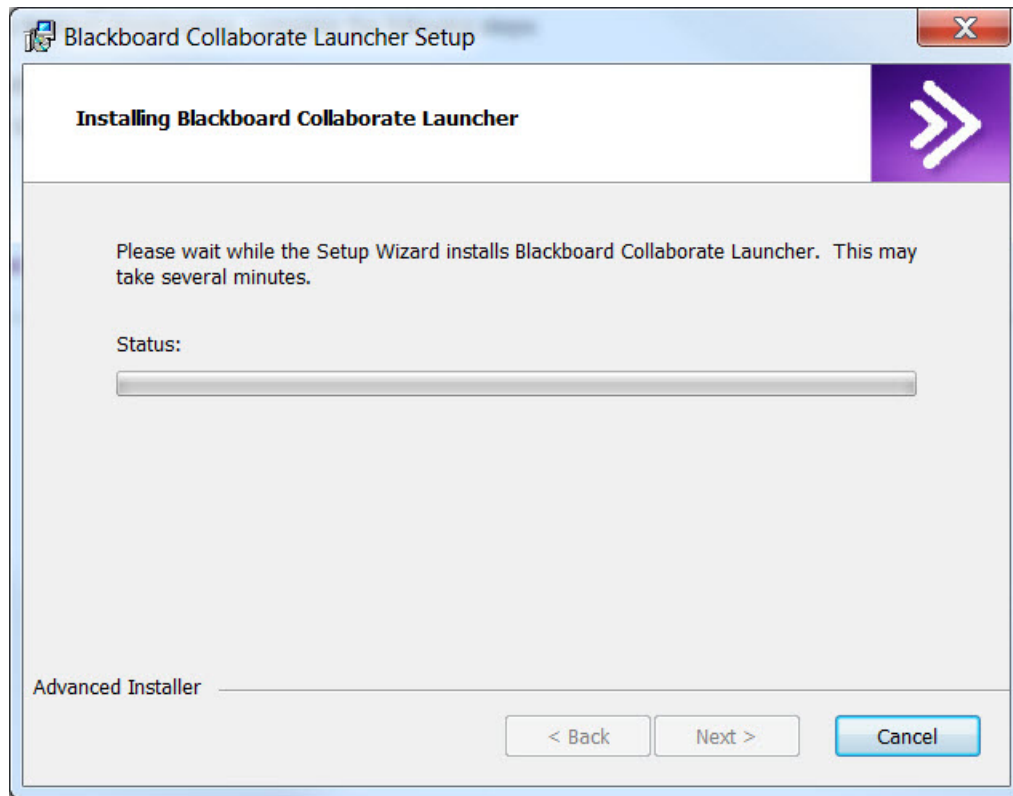 Blackboard Collaborate Launcher Setup
Installing Blackboard Collaborate Launcher
Please wait while the Setup Wizard installs Blackboard Collaborate Launcher.  This may
take several minutes.
Status:
Advanced Installer
< Back
Next >
Cancel